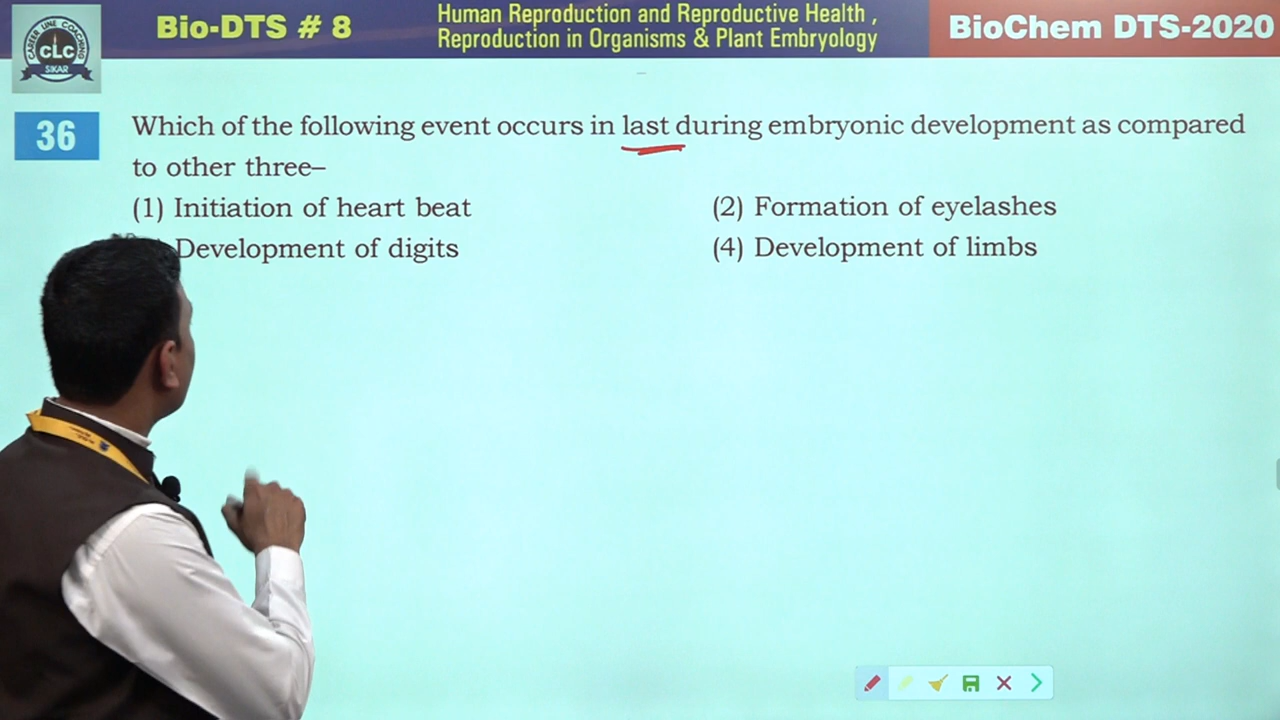 CAREER LINE COACHING
CLC
SIKAR
Bio-DTS # 8
Human Reproduction and Reproductive Health ,
Reproduction in Organisms & Plant Embryology
BioChem DTS-2020
36
Which of the following event occurs in last during embryonic development as compared
to other three–
(1) Initiation of heart beat
(2) Formation of eyelashes
Development of digits
(4) Development of limbs